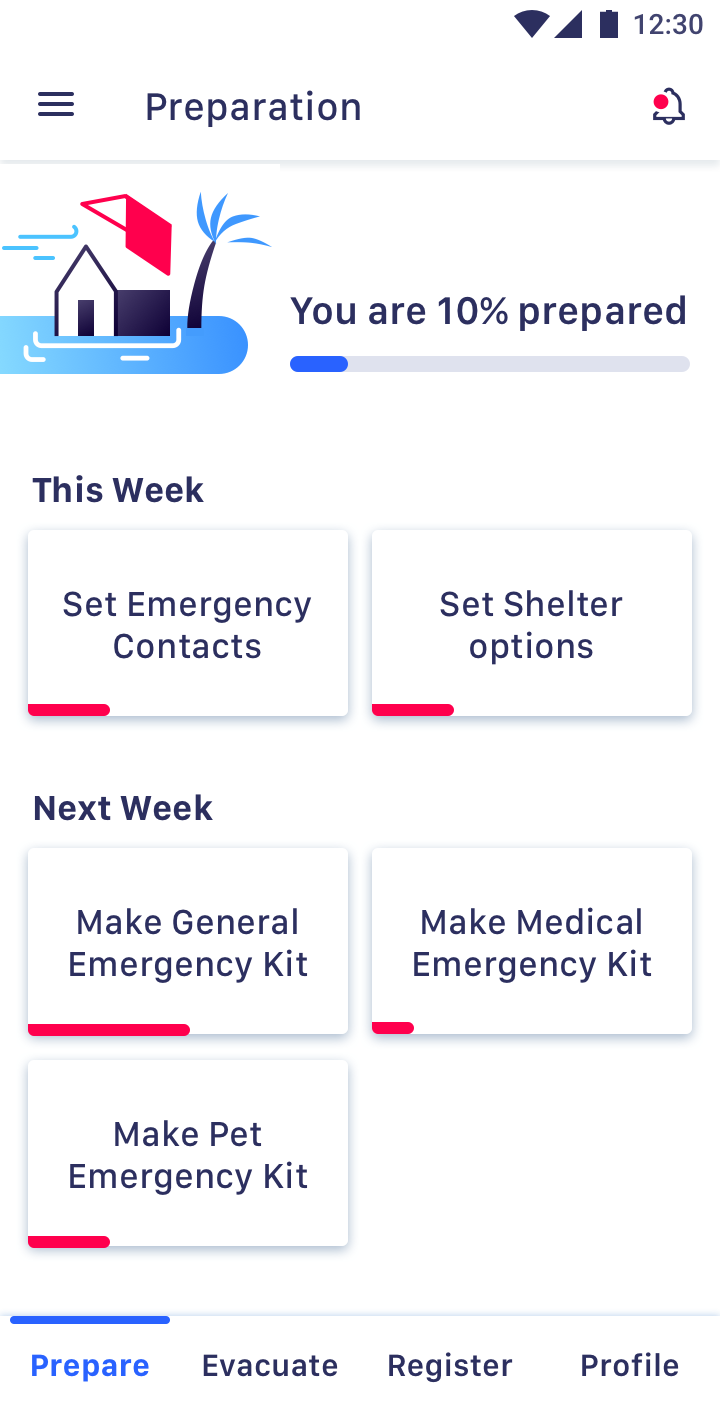 12:30
Preparation
You are 10% prepared
This Week
Set Emergency
Contacts
Set Shelter
options
Next Week
Make General
Emergency Kit
Make Medical
Emergency Kit
Make Pet
Emergency Kit
Prepare
Evacuate
Register
Profile